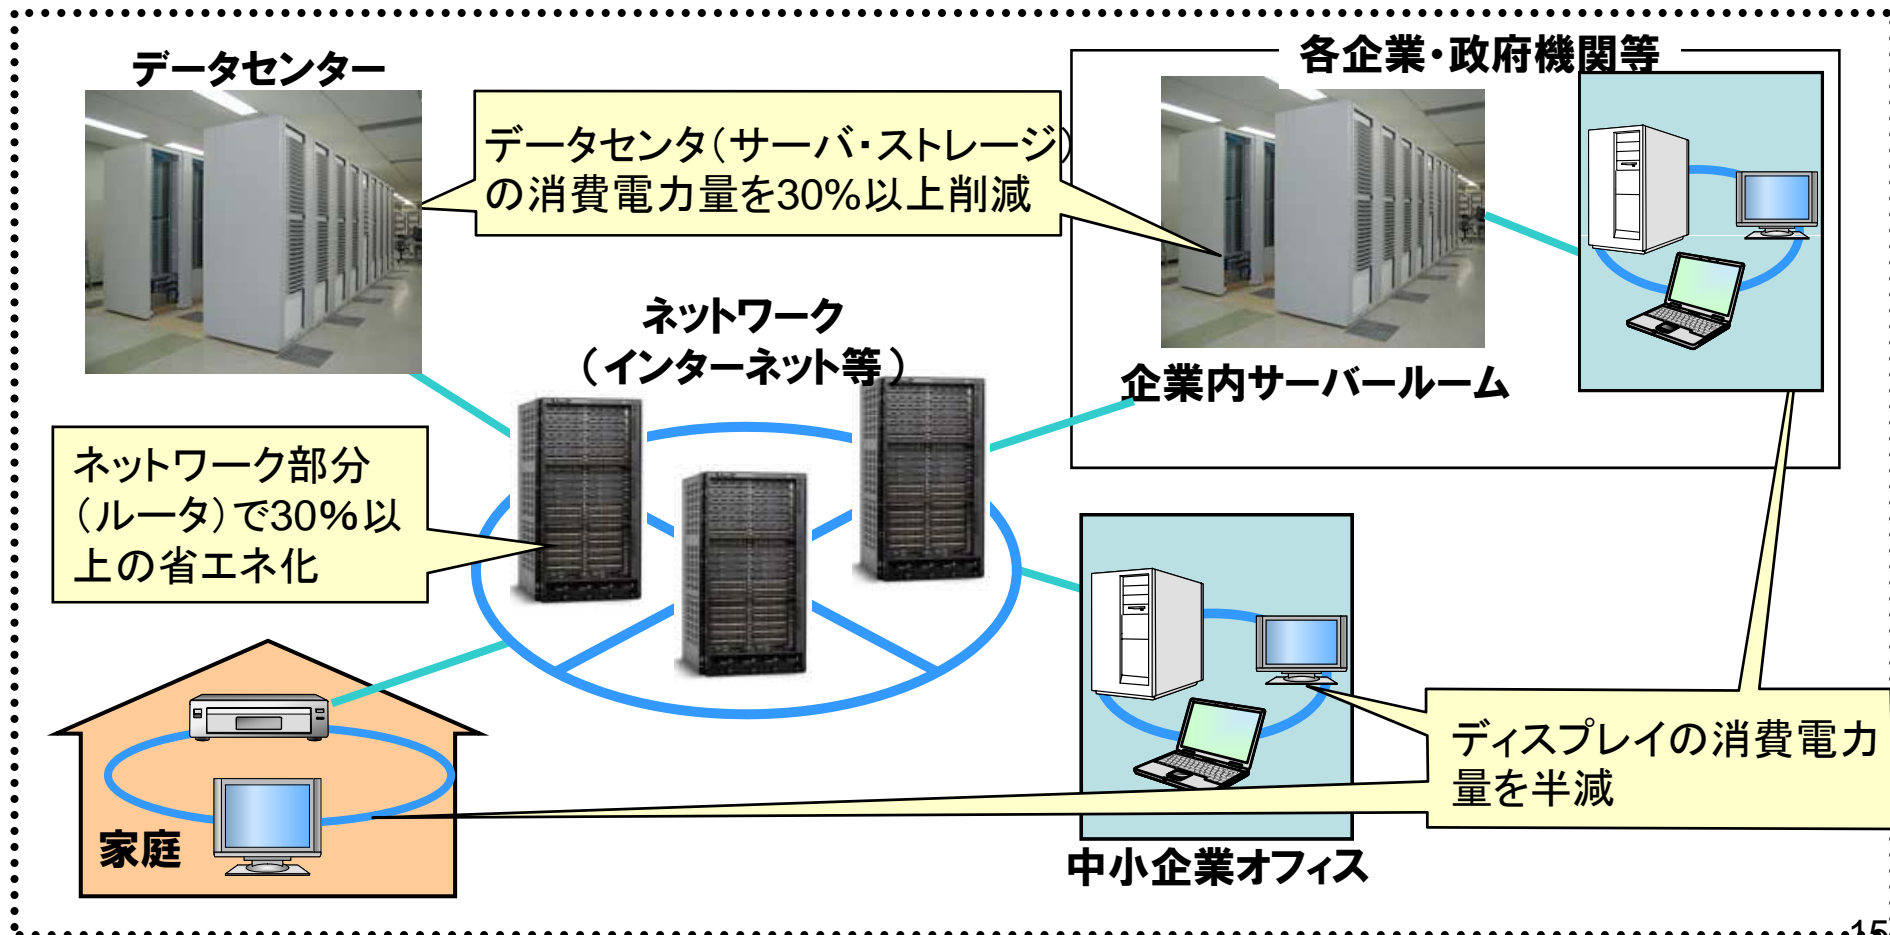 データセンター
各企業・政府機関等
データセンタ(サーバ・ストレージ)
の消費電力量を30%以上削減
ネットワーク
(インターネット等)
企業内サーバールーム
ネットワーク部分
(ルータ)で30%以
上の省エネ化
ディスプレイの消費電力
量を半減
家庭
中小企業オフィス
15